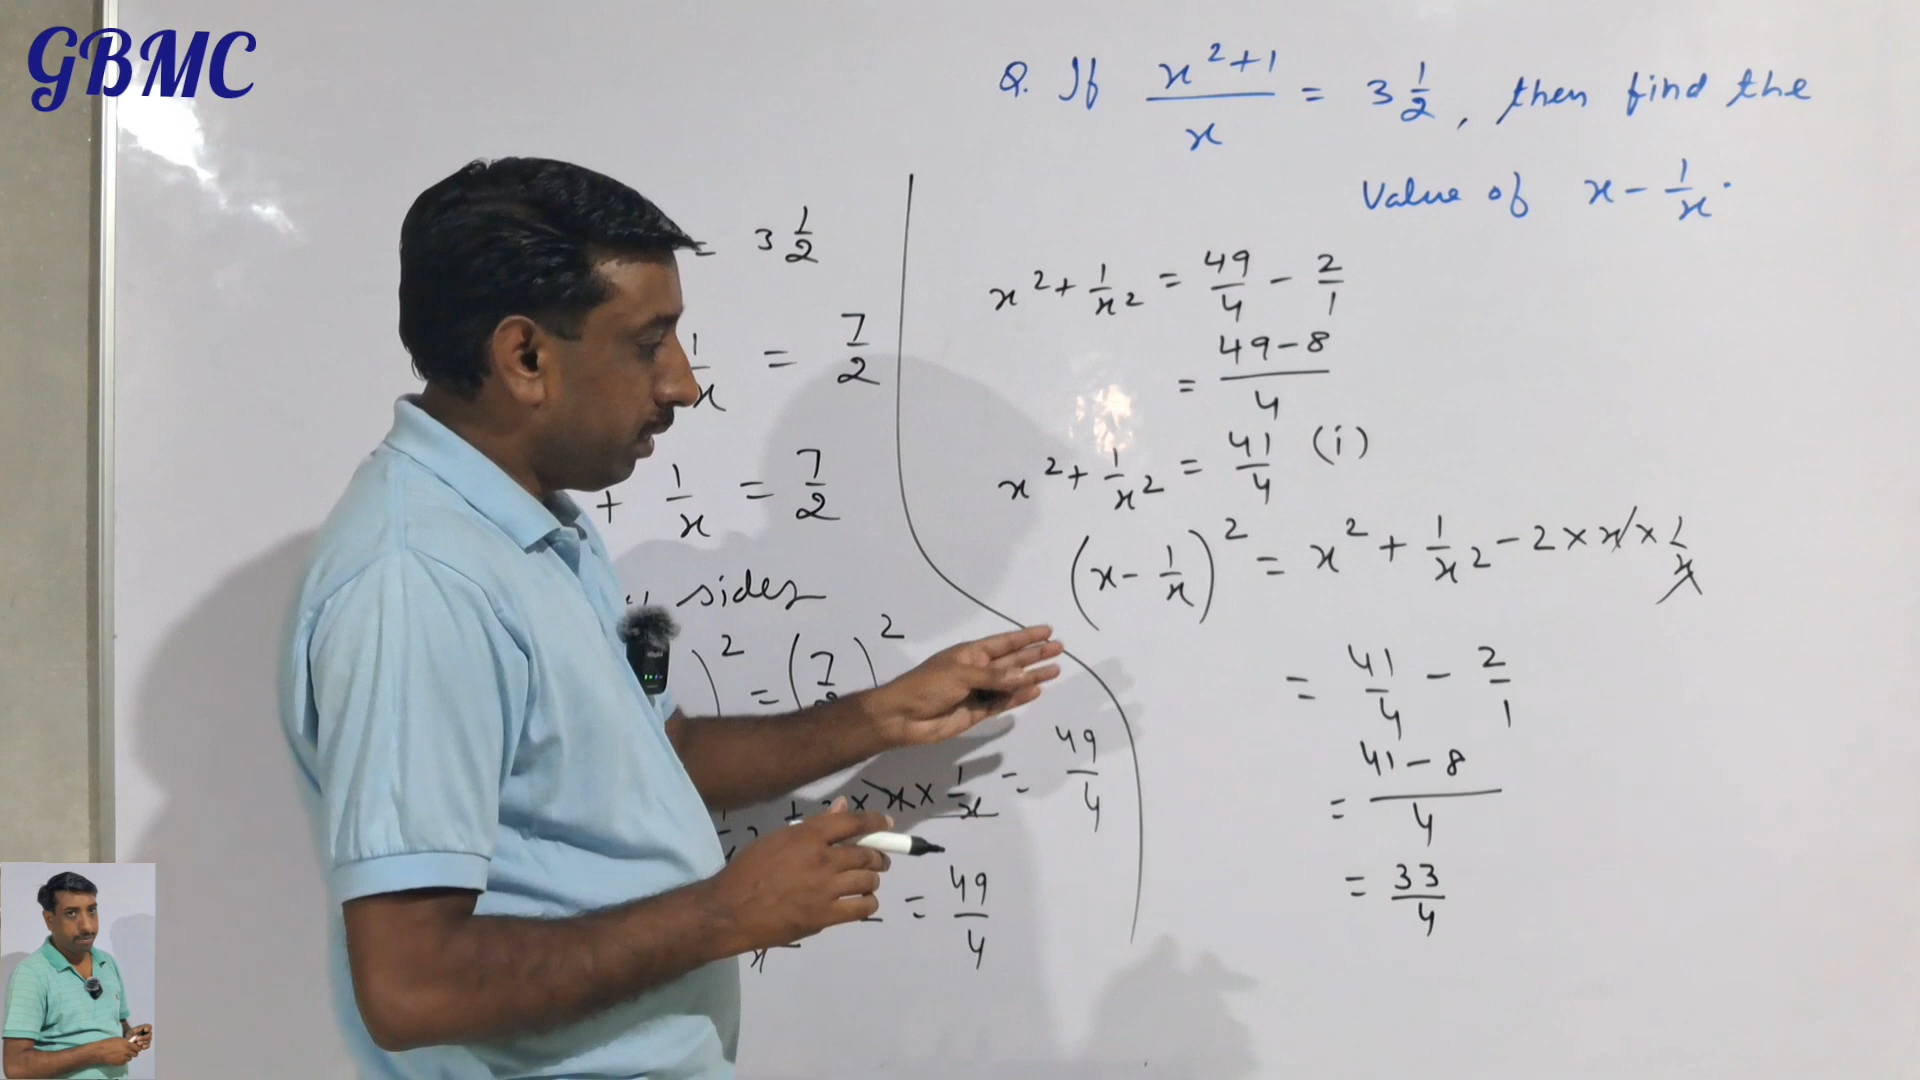 GBMC
Q. If (x²+1)/x = 3 1/2, then find the
Value of x - 1/x.
= 3 1/2
1/x = 7/2
+ 1/x = 7/2
sides
)² = (7/
× x × 1/x = 49/4
= 49/4
x² + 1/x² = 49/4 - 2/1
= (49-8)/4
x² + 1/x² = 41/4 (i)
(x - 1/x)² = x² + 1/x² - 2 × x × 1/x
= 41/4 - 2/1
= (41-8)/4
= 33/4